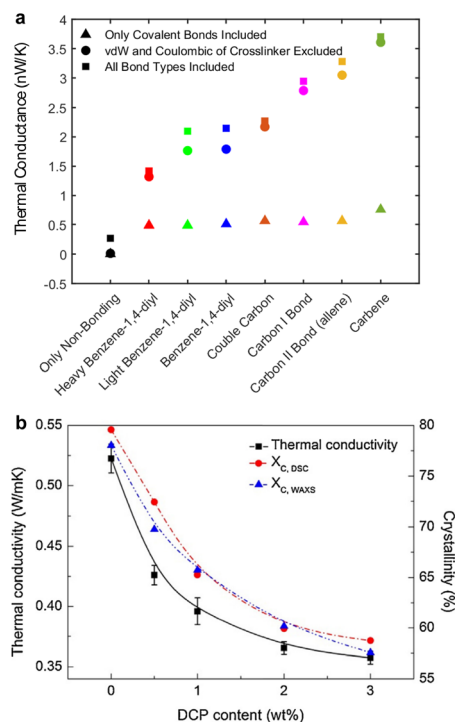 a
Only Covalent Bonds Included
vdW and Coulombic of Crosslinker Excluded
All Bond Types Included
Thermal Conductance (nW/K)
4
3.5
3
2.5
2
1.5
1
0.5
0
-0.5
Only Non-Bonding
Heavy Benzene-1,4-diyl
Light Benzene-1,4-diyl
Benzene-1,4-diyl
Couble Carbon
Carbon I Bond
Carbon II Bond (allene)
Carbene
b
Thermal conductivity
XC, DSC
XC, WAXS
Thermal conductivity (W/mK)
0.55
0.50
0.45
0.40
0.35
Crystallinity (%)
80
75
70
65
60
55
0
1
2
3
DCP content (wt%)